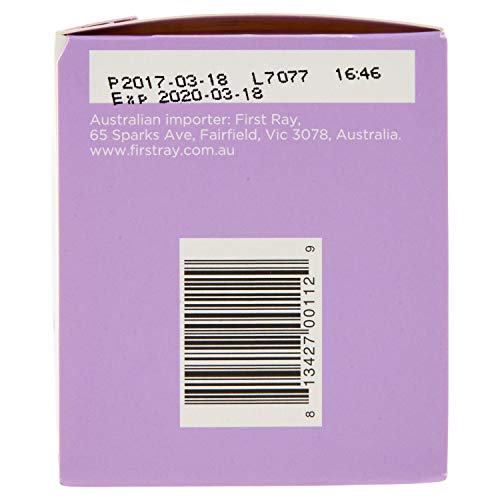 P2017-03-18 L7077 16:46
Exp 2020-03-18
Australian importer: First Ray,
65 Sparks Ave, Fairfield, Vic 3078, Australia.
www.firstray.com.au
8 13427 00112 9